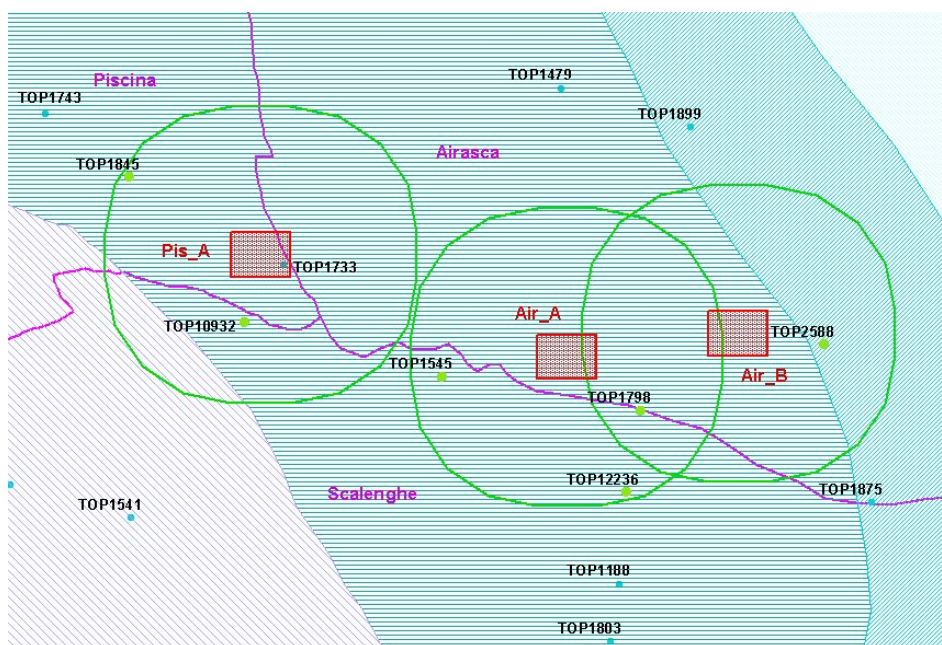 TOP1479
Piscina
TOP1743
TOP1899
Airasca
TOP1845
Pis_A
TOP1733
Air_A
TOP10932
TOP2588
TOP1545
Air_B
TOP1798
TOP12236
Scalenghe
TOP1875
TOP1541
TOP1188
TOP1803